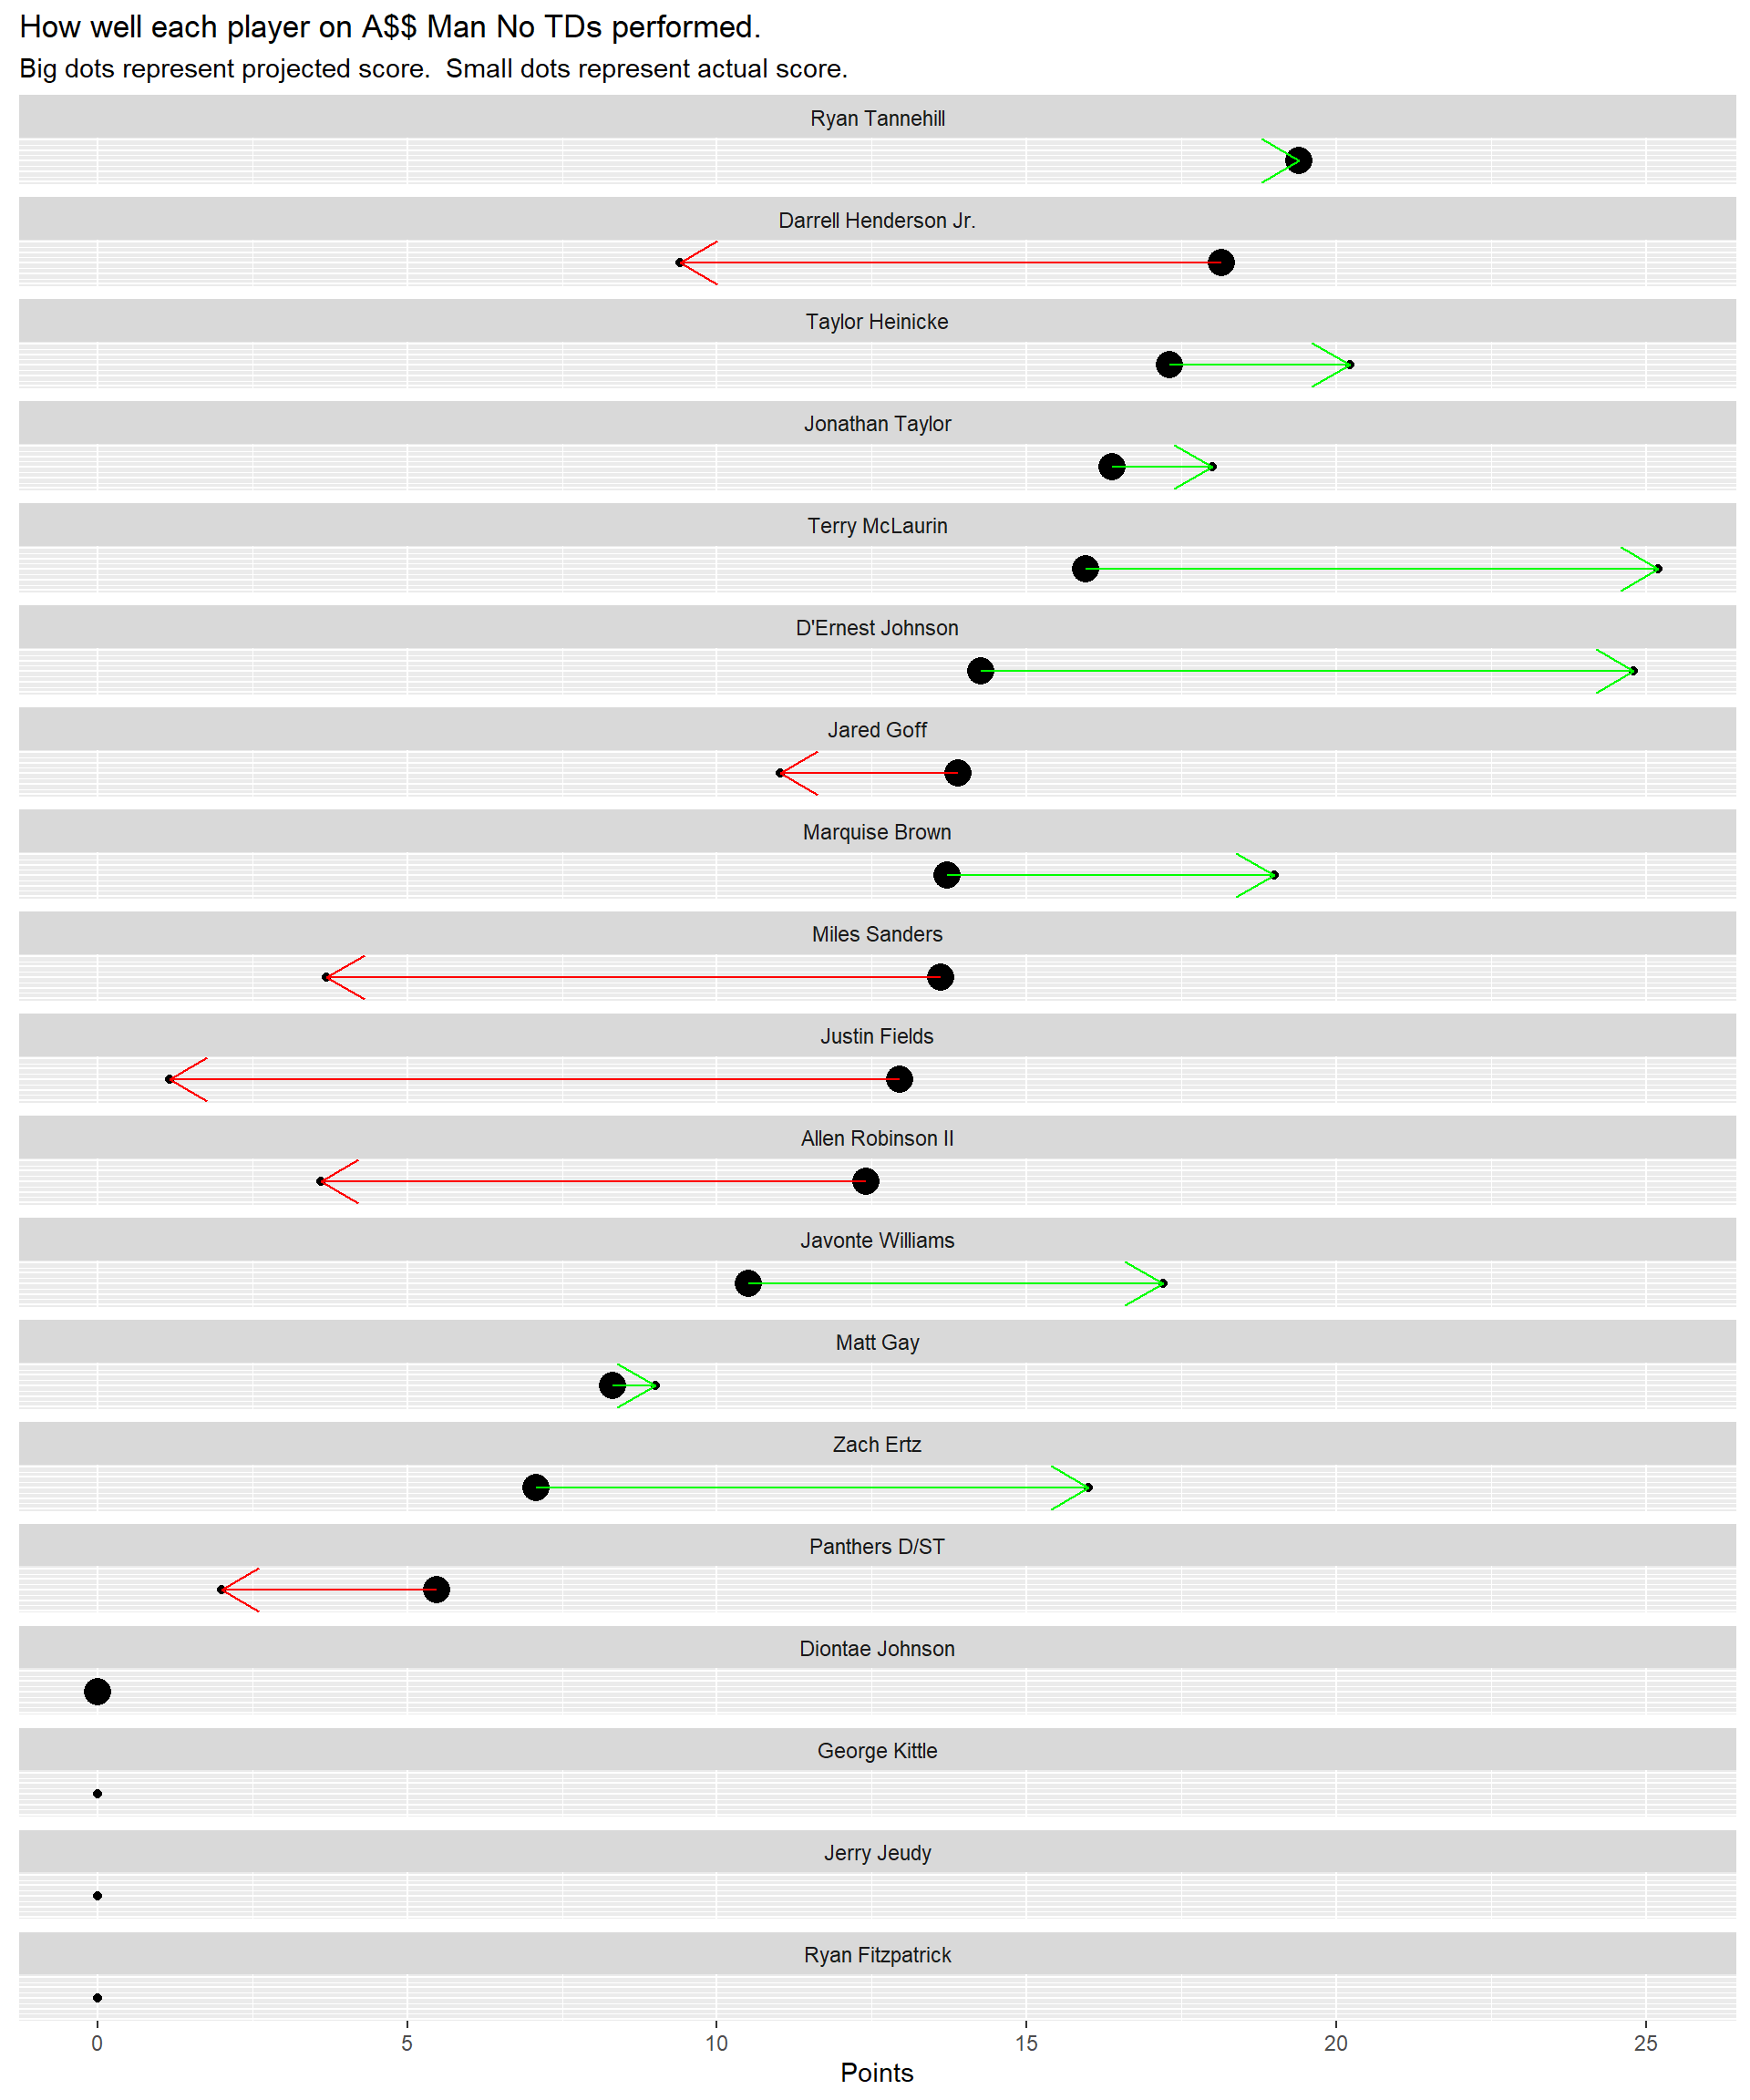 How well each player on A$$ Man No TDs performed.
Big dots represent projected score.  Small dots represent actual score.
Ryan Tannehill
Darrell Henderson Jr.
Taylor Heinicke
Jonathan Taylor
Terry McLaurin
D'Ernest Johnson
Jared Goff
Marquise Brown
Miles Sanders
Justin Fields
Allen Robinson II
Javonte Williams
Matt Gay
Zach Ertz
Panthers D/ST
Diontae Johnson
George Kittle
Jerry Jeudy
Ryan Fitzpatrick
0 5 10 15 20 25
Points